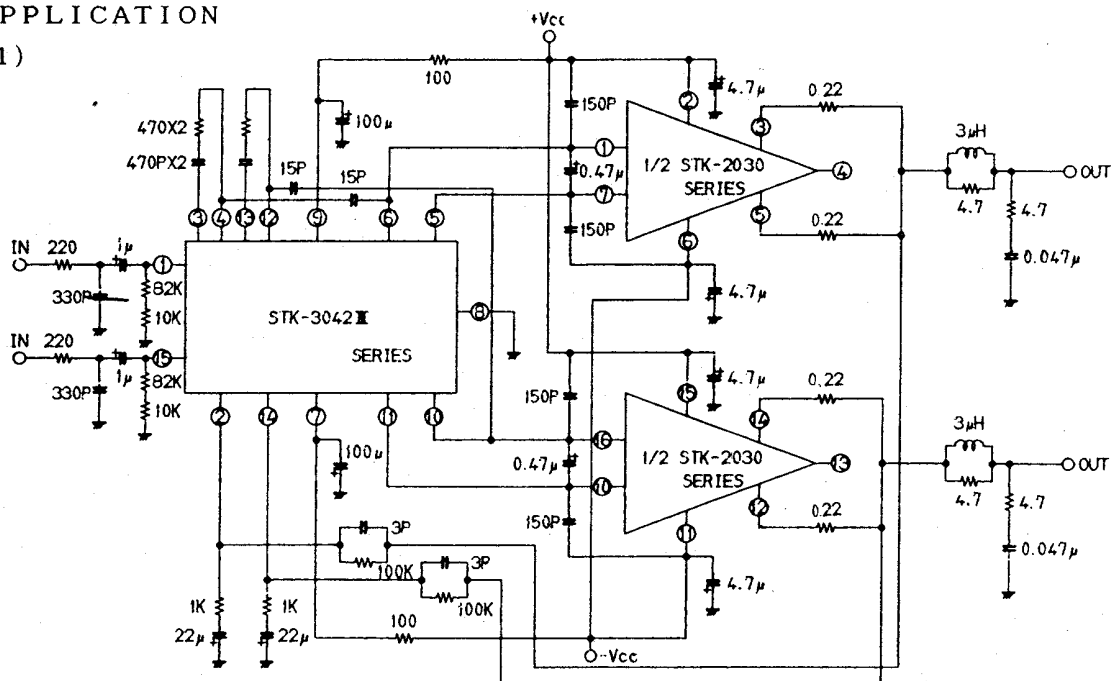 PPLICATION
1)
+Vcc
100
4.7μ
0.22
150P
②
③
470X2
100μ
3μH
470PX2
15P
15P
①
0.47μ
⑦
1/2 STK-2030
SERIES
④
OUT
③ ④ ⑬ ⑫ ⑨ ⑥ ⑤
150P
⑤
0.22
4.7
4.7
⑥
0.047μ
IN 220 1μ ①
330P 82K
10K
4.7μ
STK-3042Ⅲ
SERIES
⑧
IN 220 1μ ⑮
330P 82K
10K
② ⑭ ⑦ ⑪ ⑩
150P
⑮
4.7μ
0.22
⑭
3μH
100μ
⑯
0.47μ
⑩
1/2 STK-2030
SERIES
⑬
OUT
150P
⑫
0.22
4.7
4.7
⑪
0.047μ
3P
100K
3P
100K
4.7μ
1K
22μ
1K
22μ
100
-Vcc